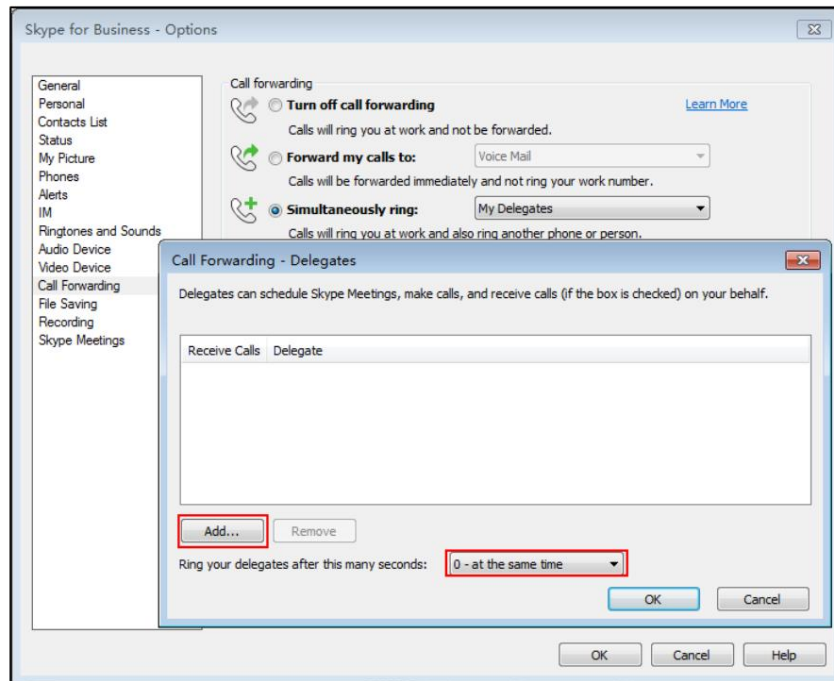 Skype for Business - Options
General
Personal
Contacts List
Status
My Picture
Phones
Alerts
IM
Ringtones and Sounds
Audio Device
Video Device
Call Forwarding
File Saving
Recording
Skype Meetings
Call forwarding
Turn off call forwarding
Learn More
Calls will ring you at work and not be forwarded.
Forward my calls to:
Voice Mail
Calls will be forwarded immediately and not ring your work number.
Simultaneously ring:
My Delegates
Calls will ring you at work and also ring another phone or person.
Call Forwarding - Delegates
Delegates can schedule Skype Meetings, make calls, and receive calls (if the box is checked) on your behalf.
Receive Calls Delegate
Add... Remove
Ring your delegates after this many seconds: 0 - at the same time
OK Cancel
OK Cancel Help